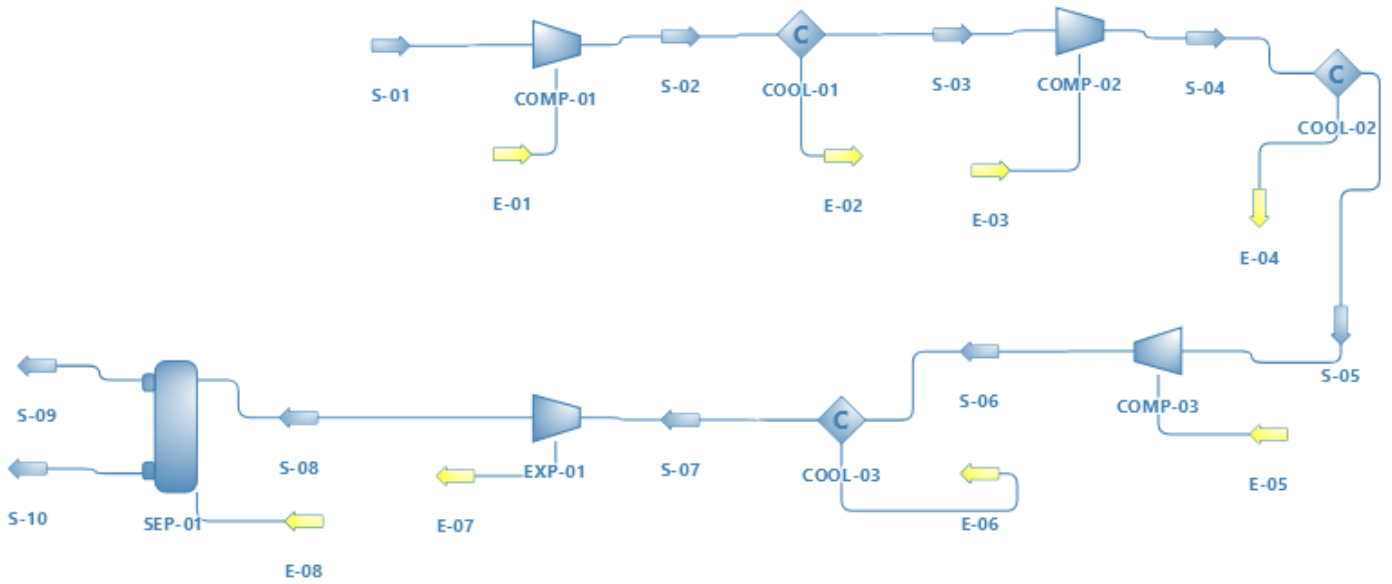 S-01
COMP-01
S-02
COOL-01
S-03
COMP-02
S-04
C
C
COOL-02
E-01
E-02
E-03
E-04
S-05
S-09
S-08
EXP-01
S-07
C
COOL-03
S-06
COMP-03
S-10
SEP-01
E-07
E-06
E-05
E-08